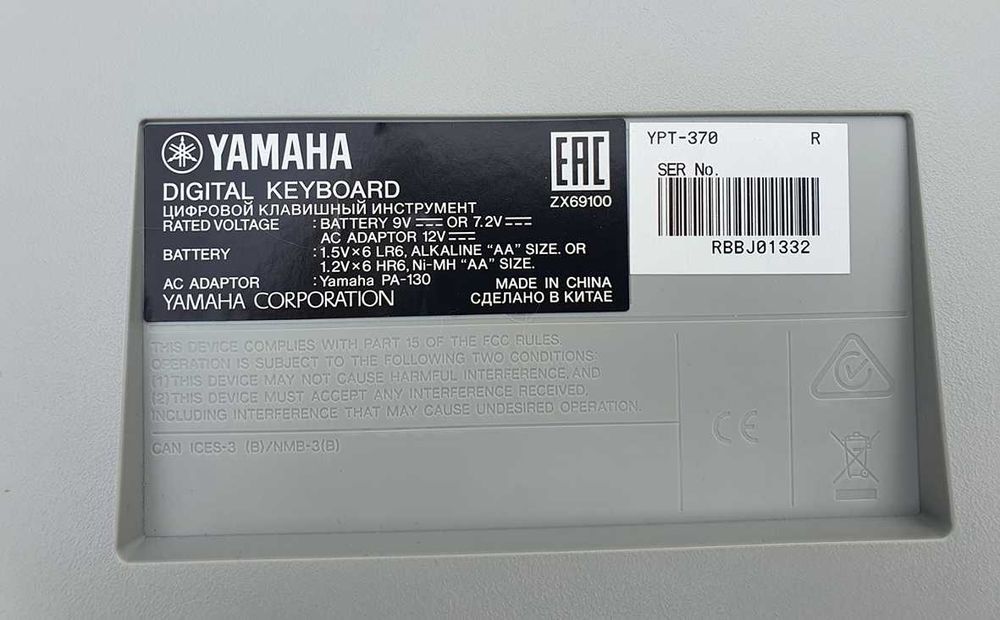 YAMAHA
DIGITAL KEYBOARD
ЦИФРОВОЙ КЛАВИШНЫЙ ИНСТРУМЕНТ
RATED VOLTAGE : BATTERY 9V ⎓ OR 7.2V ⎓
AC ADAPTOR 12V ⎓
BATTERY : 1.5V×6 LR6, ALKALINE “AA” SIZE. OR
1.2V×6 HR6, Ni-MH “AA” SIZE.
AC ADAPTOR : Yamaha PA-130
YAMAHA CORPORATION
EAC
ZX69100
MADE IN CHINA
СДЕЛАНО В КИТАЕ
YPT-370 R
SER No.
RBBJ01332
THIS DEVICE COMPLIES WITH PART 15 OF THE FCC RULES.
OPERATION IS SUBJECT TO THE FOLLOWING TWO CONDITIONS:
(1) THIS DEVICE MAY NOT CAUSE HARMFUL INTERFERENCE, AND
(2) THIS DEVICE MUST ACCEPT ANY INTERFERENCE RECEIVED,
INCLUDING INTERFERENCE THAT MAY CAUSE UNDESIRED OPERATION.
CAN ICES-3 (B)/NMB-3(B)
CE